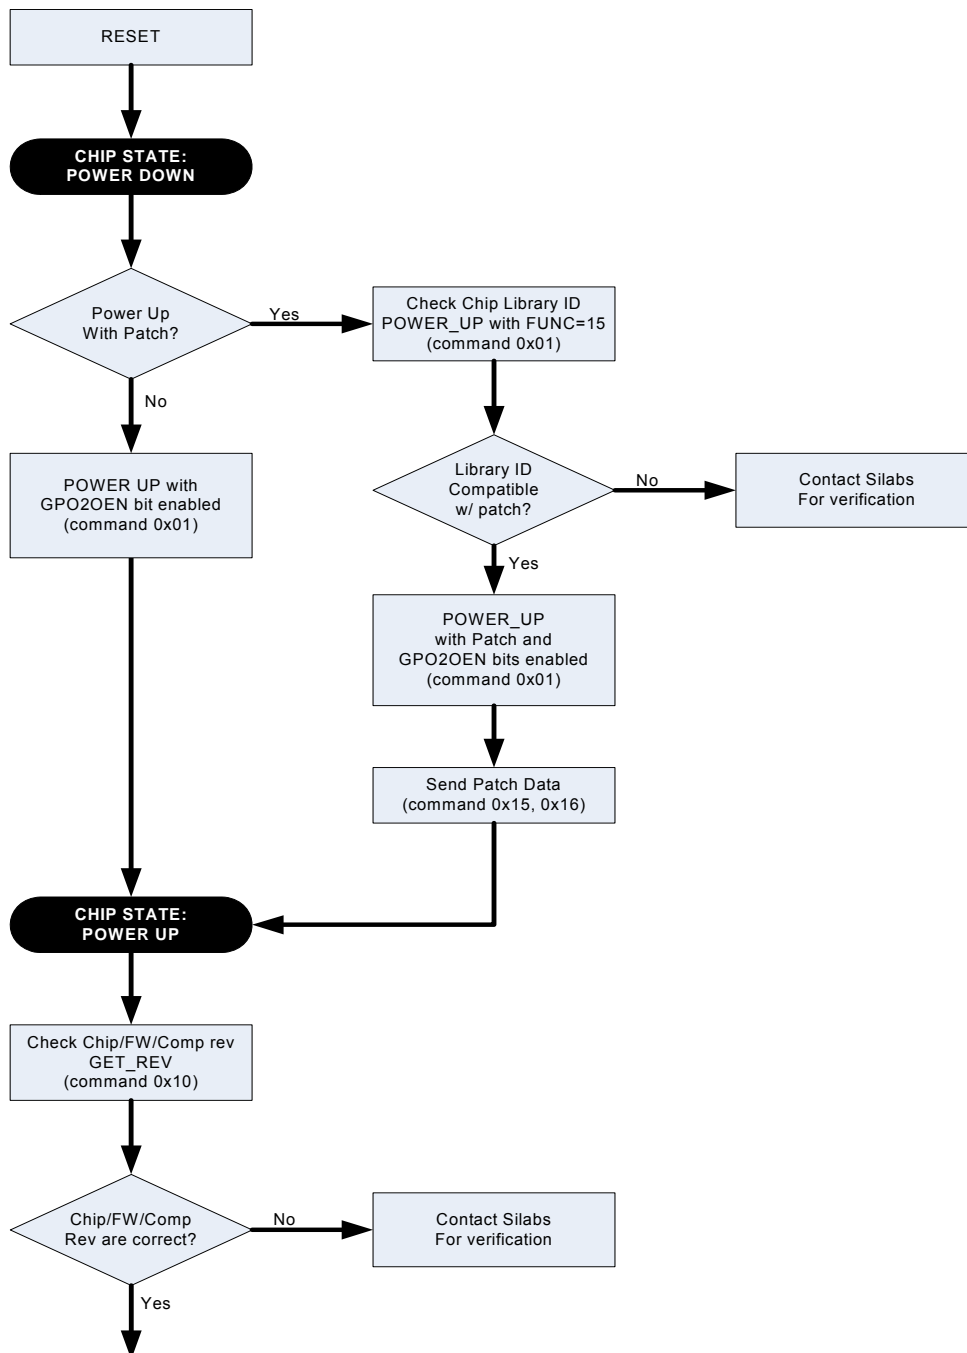 RESET
CHIP STATE:
POWER DOWN
Power Up
With Patch?
Yes
Check Chip Library ID
POWER_UP with FUNC=15
(command 0x01)
No
POWER UP with
GPO2OEN bit enabled
(command 0x01)
Library ID
Compatible
w/ patch?
No
Contact Silabs
For verification
Yes
POWER_UP
with Patch and
GPO2OEN bits enabled
(command 0x01)
Send Patch Data
(command 0x15, 0x16)
CHIP STATE:
POWER UP
Check Chip/FW/Comp rev
GET_REV
(command 0x10)
Chip/FW/Comp
Rev are correct?
No
Contact Silabs
For verification
Yes